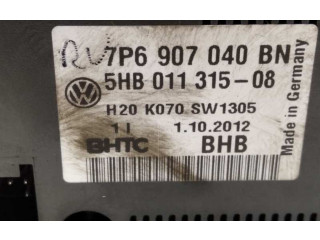 RV 7P6 907 040 BN
5HB 011 315-08
H20 K070 SW1305
1I 1.10.2012
BHTC BHB
Made in Germany